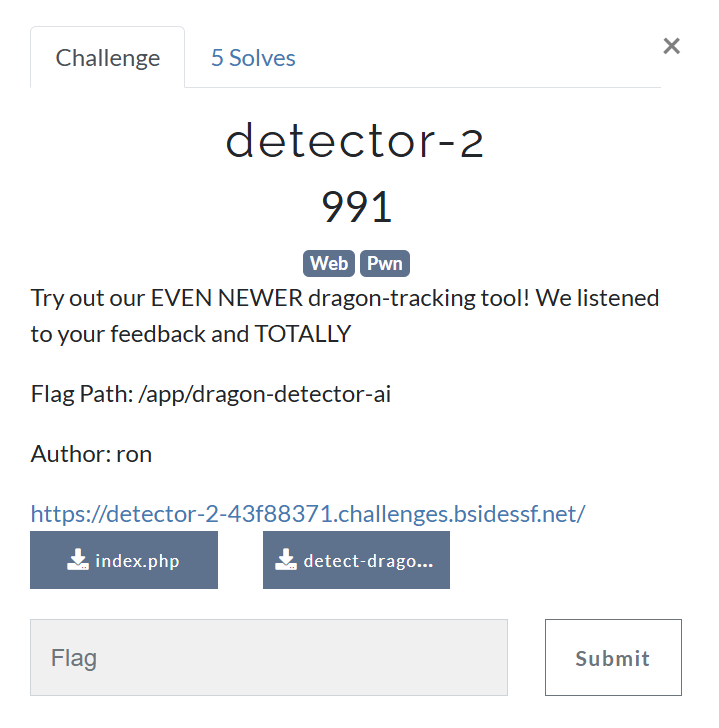 Challenge
5 Solves
×
detector-2
991
Web Pwn
Try out our EVEN NEWER dragon-tracking tool! We listened
to your feedback and TOTALLY
Flag Path: /app/dragon-detector-ai
Author: ron
https://detector-2-43f88371.challenges.bsidessf.net/
index.php
detect-drago...
Flag
Submit